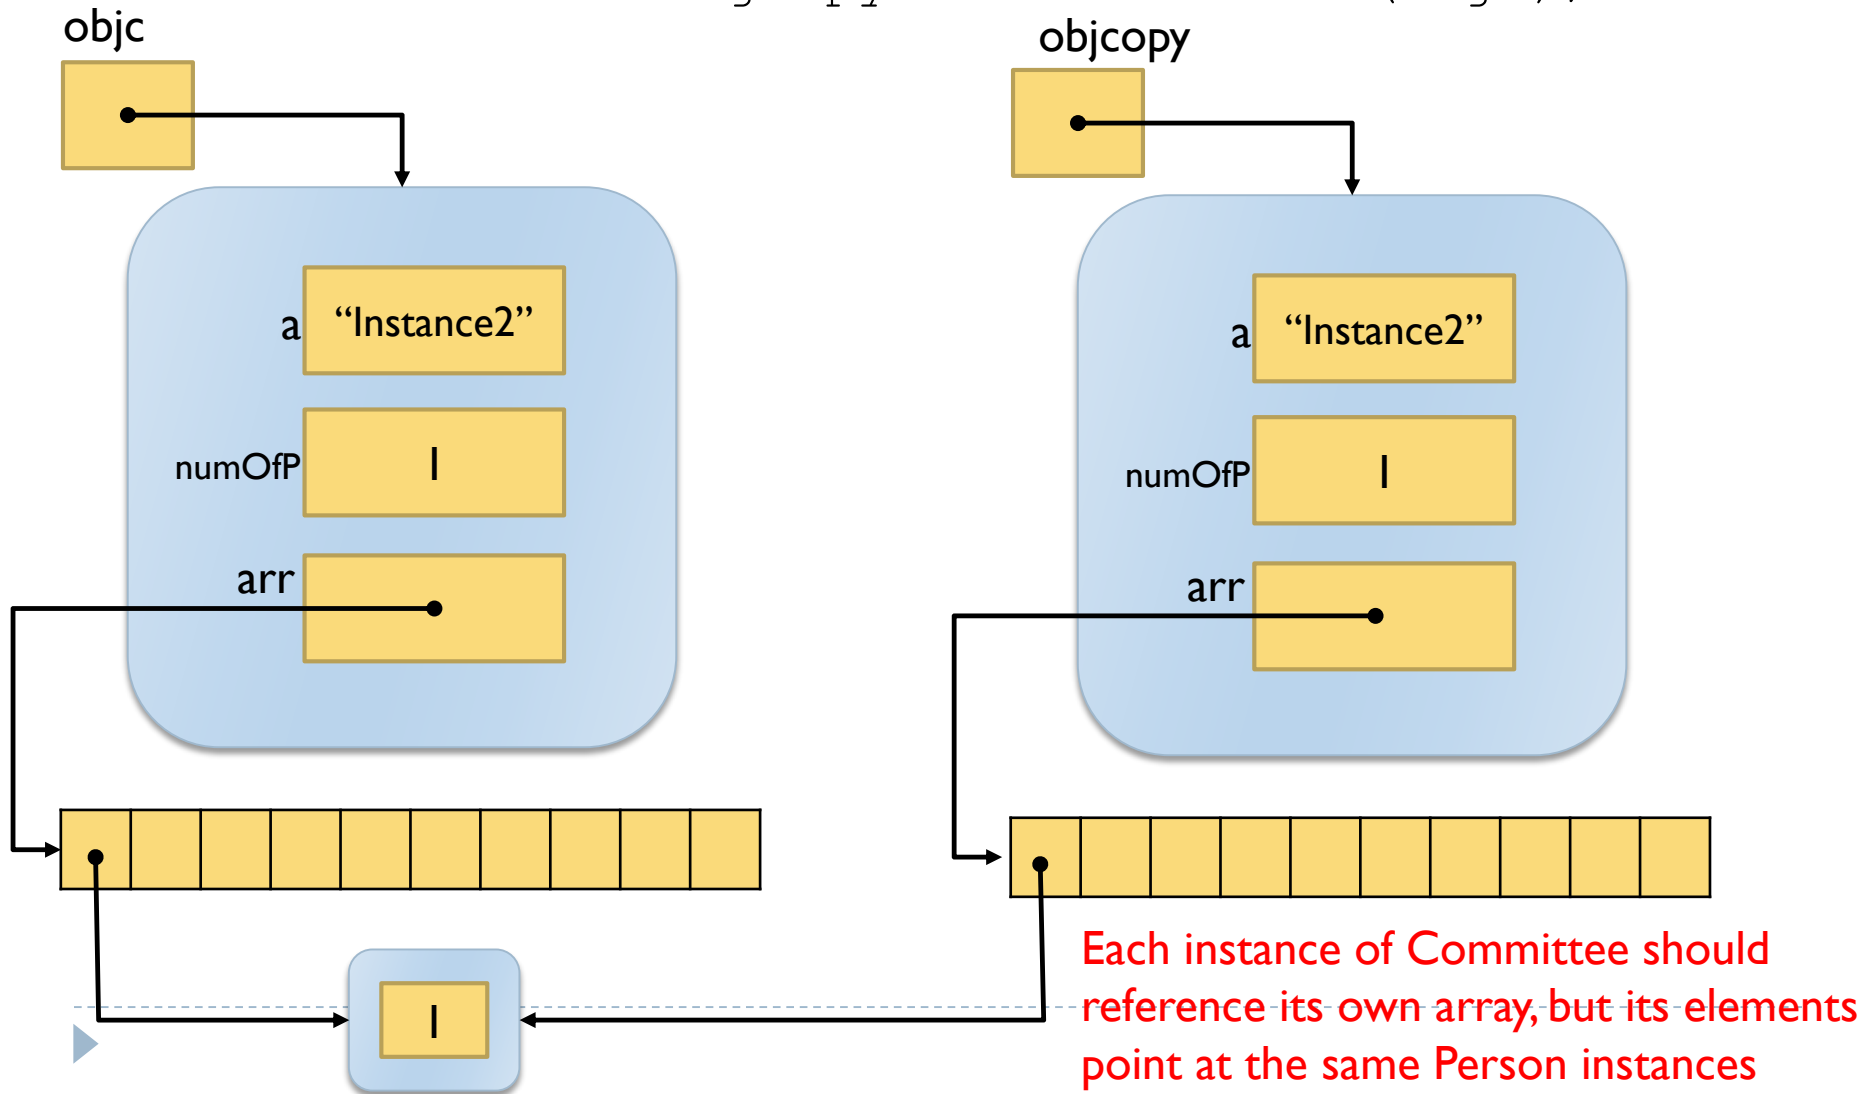 objc
objcopy
a “Instance2”
a “Instance2”
numOfP 1
numOfP 1
arr
arr
Each instance of Committee should
reference its own array, but its elements
point at the same Person instances
1